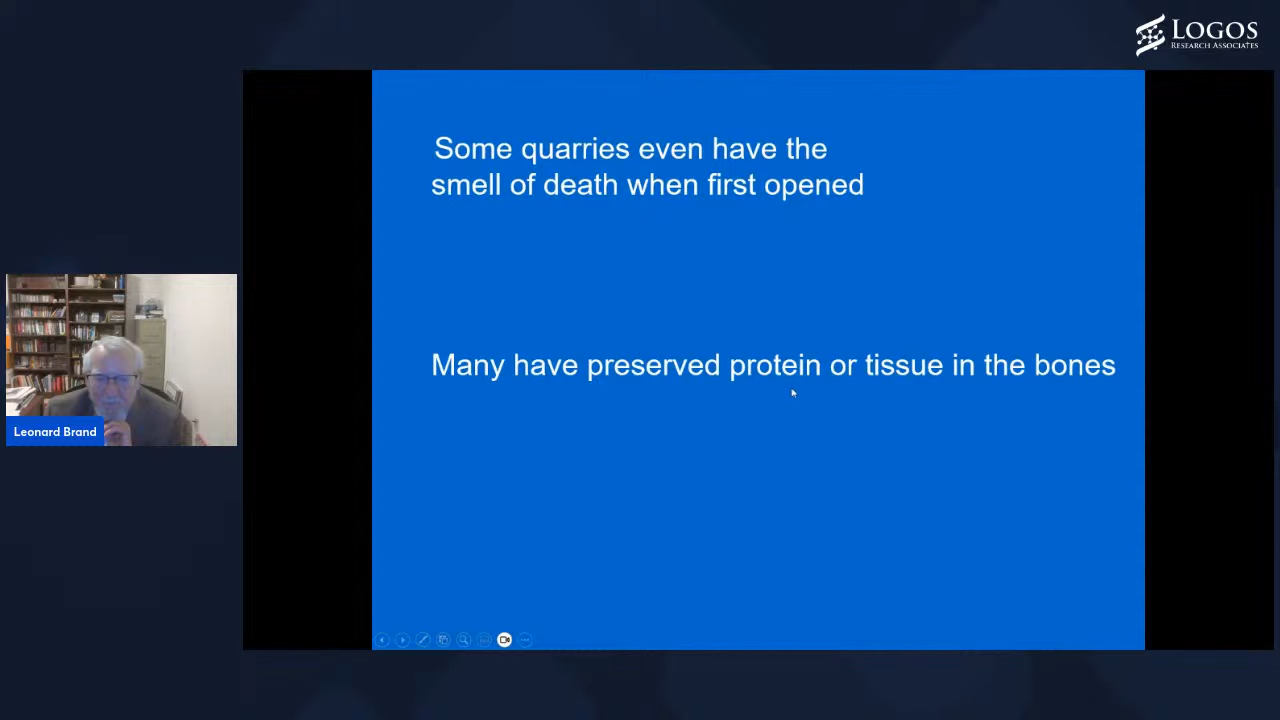 LOGOS
RESEARCH ASSOCIATES
Some quarries even have the
smell of death when first opened
Many have preserved protein or tissue in the bones
Leonard Brand